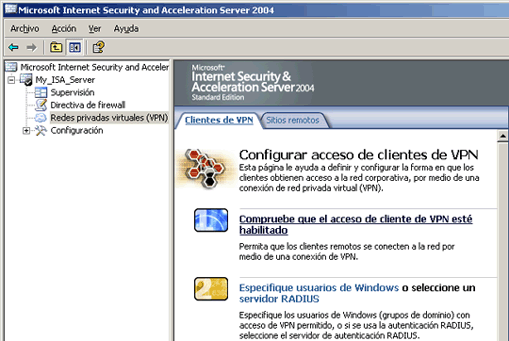 Microsoft Internet Security and Acceleration Server 2004
Archivo Acción Ver Ayuda
Microsoft Internet Security and Acceler
My_ISA_Server
Supervisión
Directiva de firewall
Redes privadas virtuales (VPN)
Configuración
Microsoft
Internet Security &
Acceleration Server 2004
Standard Edition
Clientes de VPN Sitios remotos
Configurar acceso de clientes de VPN
Esta página le ayuda a definir y configurar la forma en que los
clientes obtienen acceso a la red corporativa, por medio de una
conexión de red privada virtual (VPN).
1
Compruebe que el acceso de cliente de VPN esté
habilitado
Permita que los clientes remotos se conecten a la red por
medio de una conexión de VPN.
2
Especifique usuarios de Windows o seleccione un
servidor RADIUS
Especifique los usuarios de Windows (grupos de dominio) con
acceso de VPN permitido, o si se usa la autenticación RADIUS,
seleccione el servidor de autenticación RADIUS.